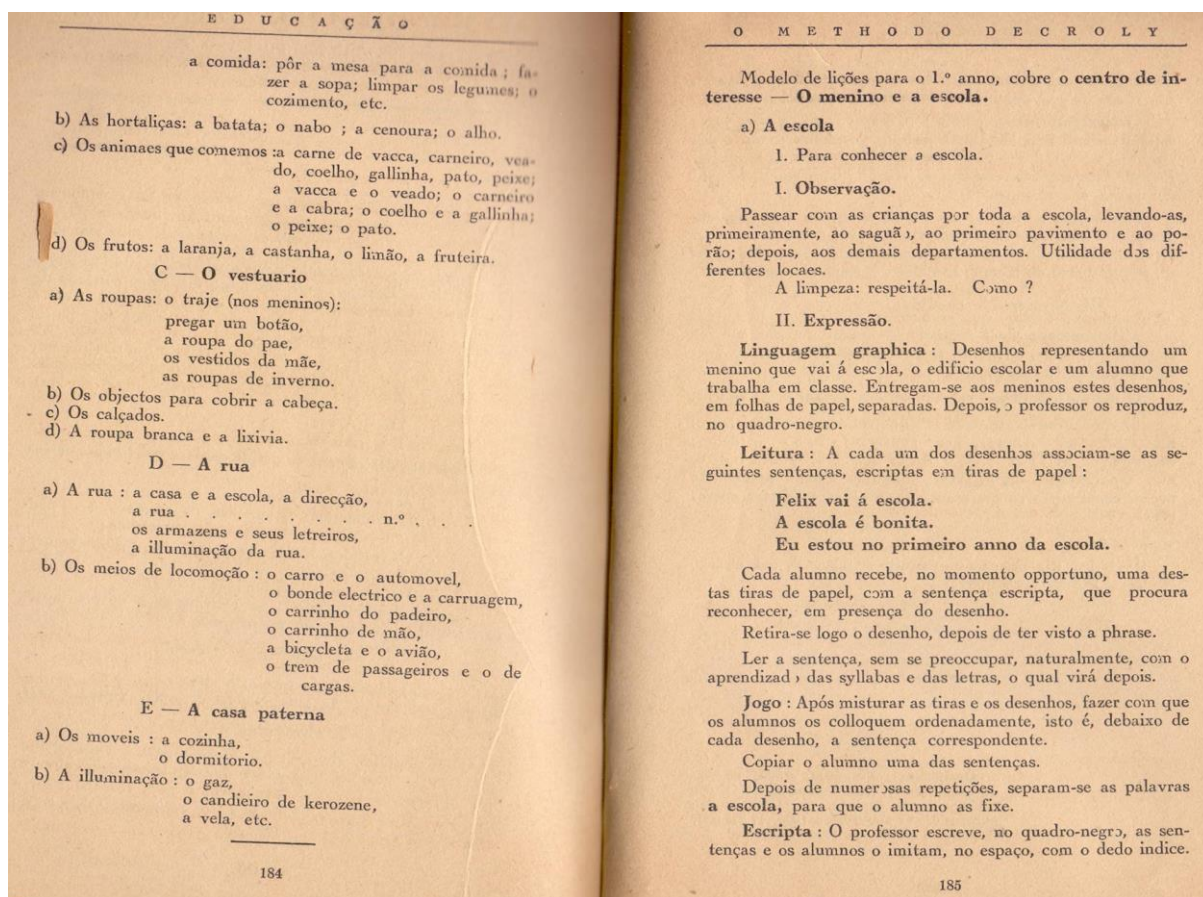 EDUCAÇÃO
a comida: pôr a mesa para a comida ; fa-
zer a sopa; limpar os legumes; o
cozimento, etc.
b) As hortaliças: a batata; o nabo ; a cenoura; o alho.
c) Os animaes que comemos :a carne de vacca, carneiro, vea-
do, coelho, gallinha, pato, peixe;
a vacca e o veado; o carneiro
e a cabra; o coelho e a gallinha;
o peixe; o pato.
d) Os frutos: a laranja, a castanha, o limão, a fruteira.
C — O vestuario
a) As roupas: o traje (nos meninos):
pregar um botão,
a roupa do pae,
os vestidos da mãe,
as roupas de inverno.
b) Os objectos para cobrir a cabeça.
c) Os calçados.
d) A roupa branca e a lixivia.
D — A rua
a) A rua : a casa e a escola, a direcção,
a rua . . . . . . . . n.º . . .
os armazens e seus letreiros,
a illuminação da rua.
b) Os meios de locomoção : o carro e o automovel,
o bonde electrico e a carruagem,
o carrinho do padeiro,
o carrinho de mão,
a bicycleta e o avião,
o trem de passageiros e o de
cargas.
E — A casa paterna
a) Os moveis : a cozinha,
o dormitorio.
b) A illuminação : o gaz,
o candieiro de kerozene,
a vela, etc.
184
O METHODO DECROLY
Modelo de lições para o 1.º anno, cobre o centro de in-
teresse — O menino e a escola.
a) A escola
1. Para conhecer a escola.
I. Observação.
Passear com as crianças por toda a escola, levando-as,
primeiramente, ao saguão, ao primeiro pavimento e ao po-
rão; depois, aos demais departamentos. Utilidade dos dif-
ferentes locaes.
A limpeza: respeitá-la. Como ?
II. Expressão.
Linguagem graphica : Desenhos representando um
menino que vai á escola, o edificio escolar e um alumno que
trabalha em classe. Entregam-se aos meninos estes desenhos,
em folhas de papel, separadas. Depois, o professor os reproduz,
no quadro-negro.
Leitura : A cada um dos desenhos associam-se as se-
guintes sentenças, escriptas em tiras de papel :
Felix vai á escola.
A escola é bonita.
Eu estou no primeiro anno da escola.
Cada alumno recebe, no momento opportuno, uma des-
tas tiras de papel, com a sentença escripta, que procura
reconhecer, em presença do desenho.
Retira-se logo o desenho, depois de ter visto a phrase.
Ler a sentença, sem se preoccupar, naturalmente, com o
aprendizado das syllabas e das letras, o qual virá depois.
Jogo : Após misturar as tiras e os desenhos, fazer com que
os alumnos os colloquem ordenadamente, isto é, debaixo de
cada desenho, a sentença correspondente.
Copiar o alumno uma das sentenças.
Depois de numerosas repetições, separam-se as palavras
a escola, para que o alumno as fixe.
Escripta : O professor escreve, no quadro-negro, as sen-
tenças e os alumnos o imitam, no espaço, com o dedo indice.
185